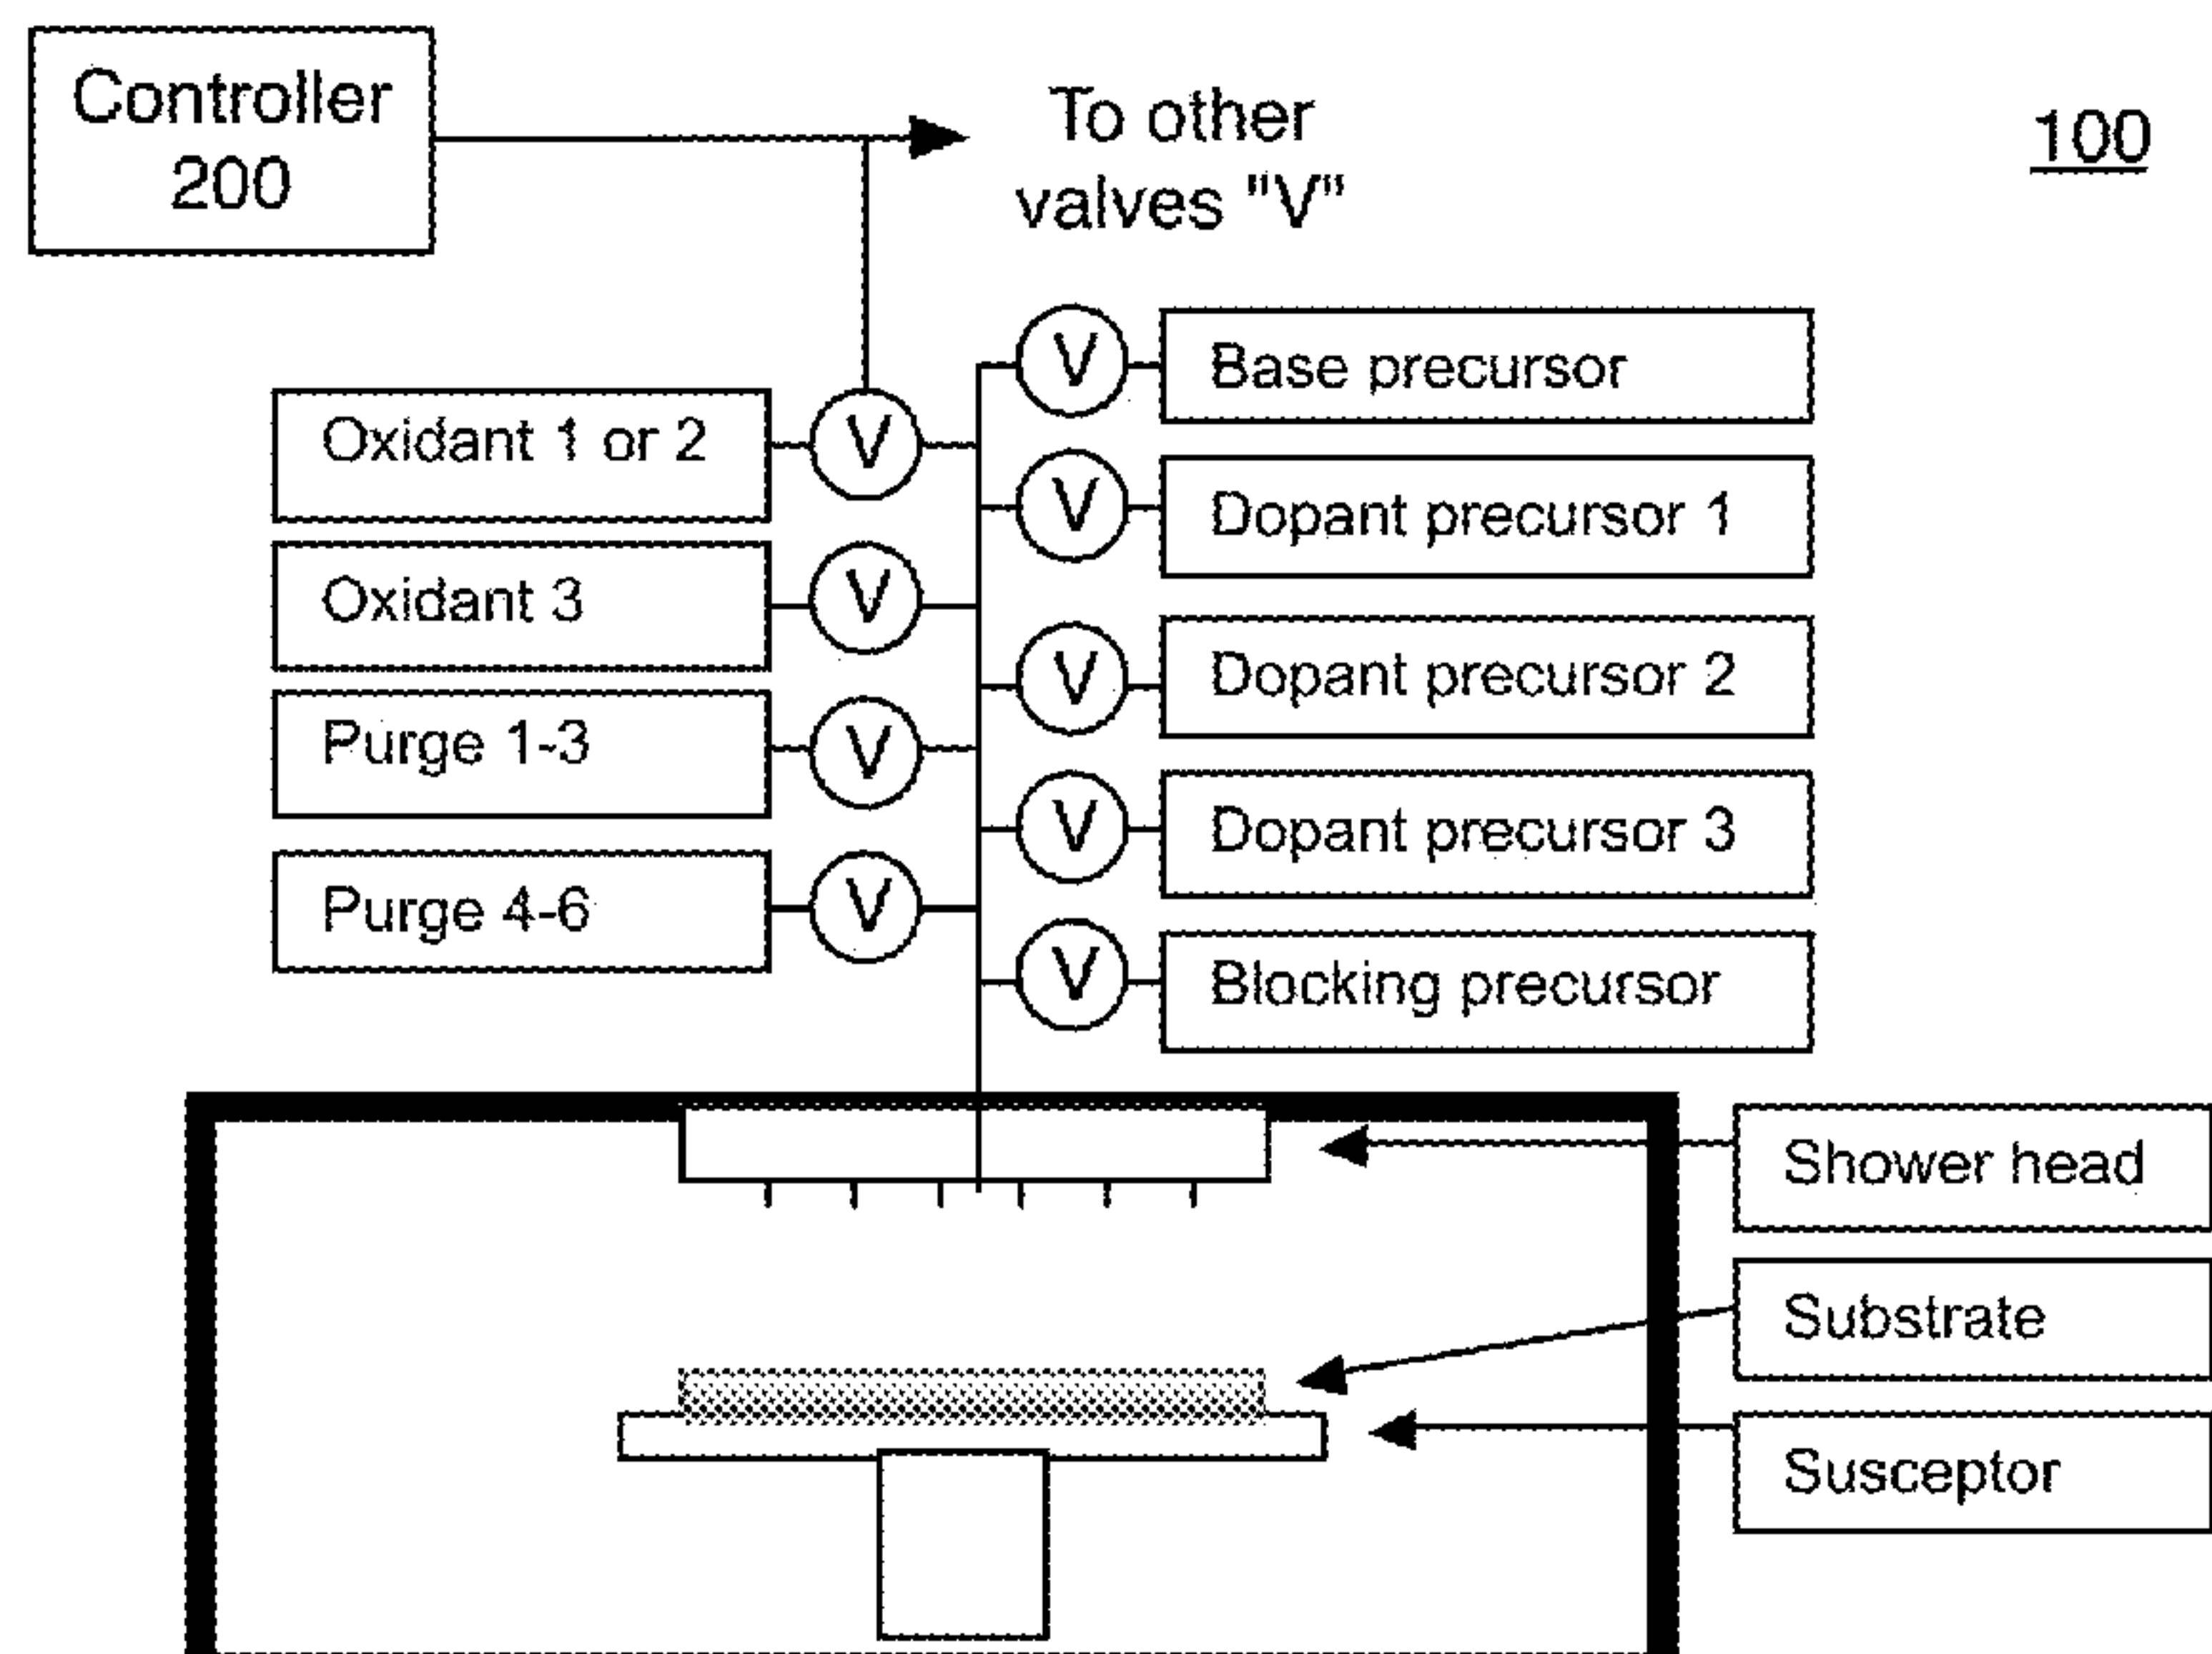 Controller
200
To other
valves "V"
100
V
Base precursor
Oxidant 1 or 2
V
V
Dopant precursor 1
Oxidant 3
V
V
Dopant precursor 2
Purge 1-3
V
V
Dopant precursor 3
Purge 4-6
V
V
Blocking precursor
Shower head
Substrate
Susceptor